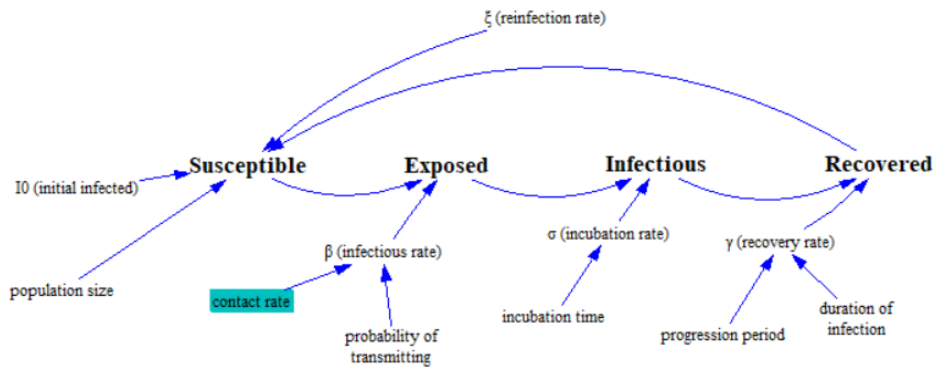 ξ (reinfection rate)
Susceptible
Exposed
Infectious
Recovered
I0 (initial infected)
β (infectious rate)
σ (incubation rate)
γ (recovery rate)
population size
contact rate
probability of
transmitting
incubation time
progression period
duration of
infection